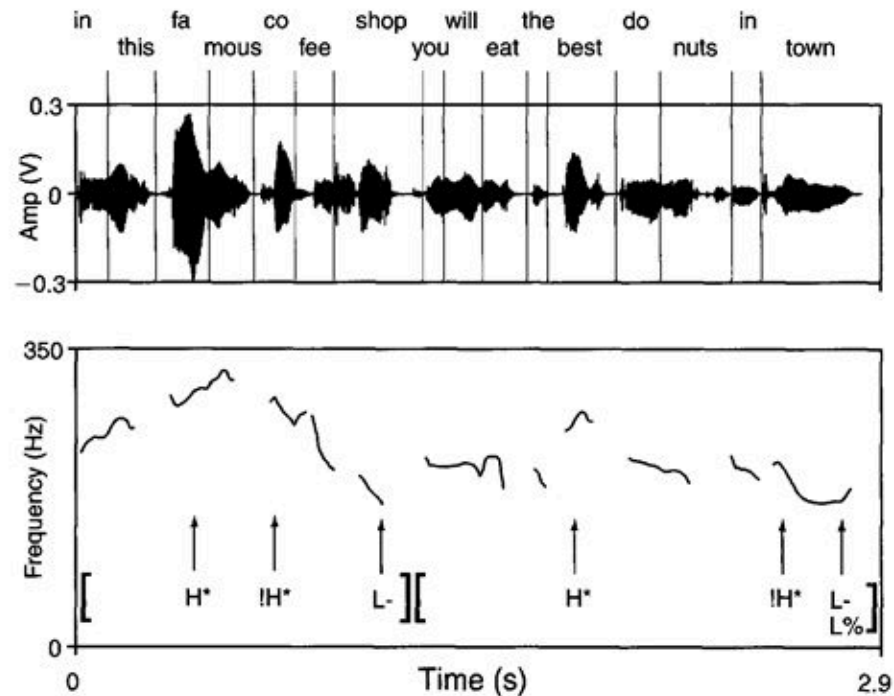 in fa co shop will the do in
this mous fee you eat best nuts town
0.3
Amp (V)
0
−0.3
350
Frequency (Hz)
[ H* !H* L- ][ H* !H* L- ]
L%
0
0 Time (s) 2.9